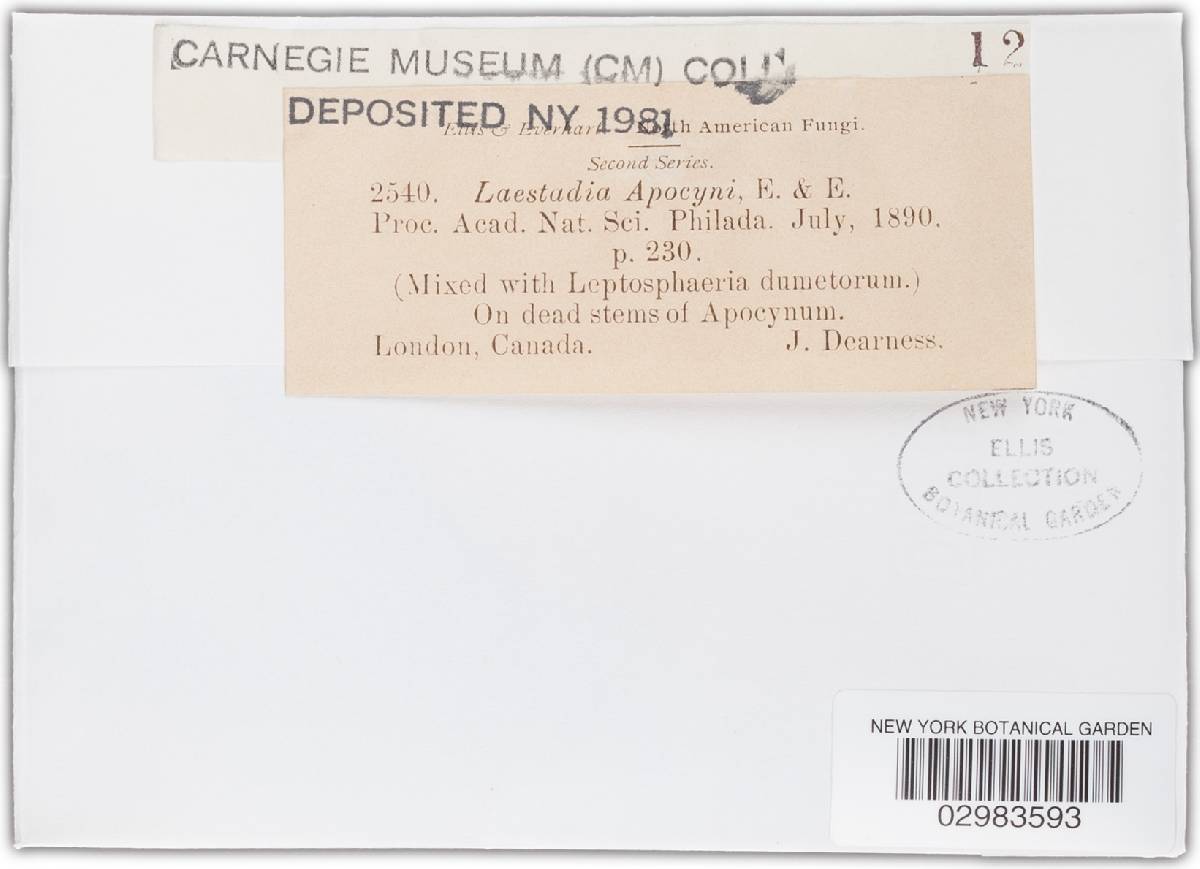 CARNEGIE MUSEUM (CM) COLL'
12
DEPOSITED NY 1981
Ellis & Everhart North American Fungi.
Second Series.
2540. Laestadia Apocyni, E. & E.
Proc. Acad. Nat. Sci. Philada. July, 1890.
p. 230.
(Mixed with Leptosphaeria dumetorum.)
On dead stems of Apocynum.
London, Canada. J. Dearness.
NEW YORK
ELLIS
COLLECTION
BOTANICAL GARDEN
NEW YORK BOTANICAL GARDEN
02983593